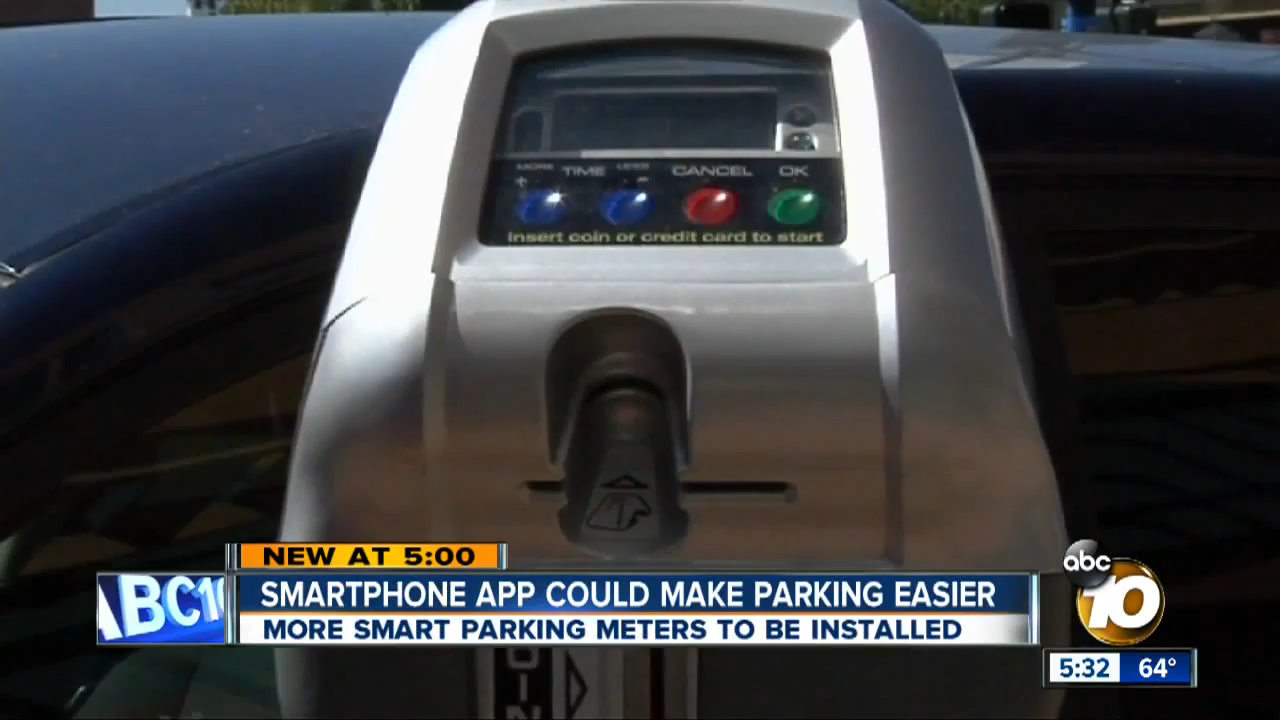 MORE TIME LESS CANCEL OK
+ -
Insert coin or credit card to start
NEW AT 5:00
ABC10
SMARTPHONE APP COULD MAKE PARKING EASIER
MORE SMART PARKING METERS TO BE INSTALLED
abc
10
5:32 64°
OIN